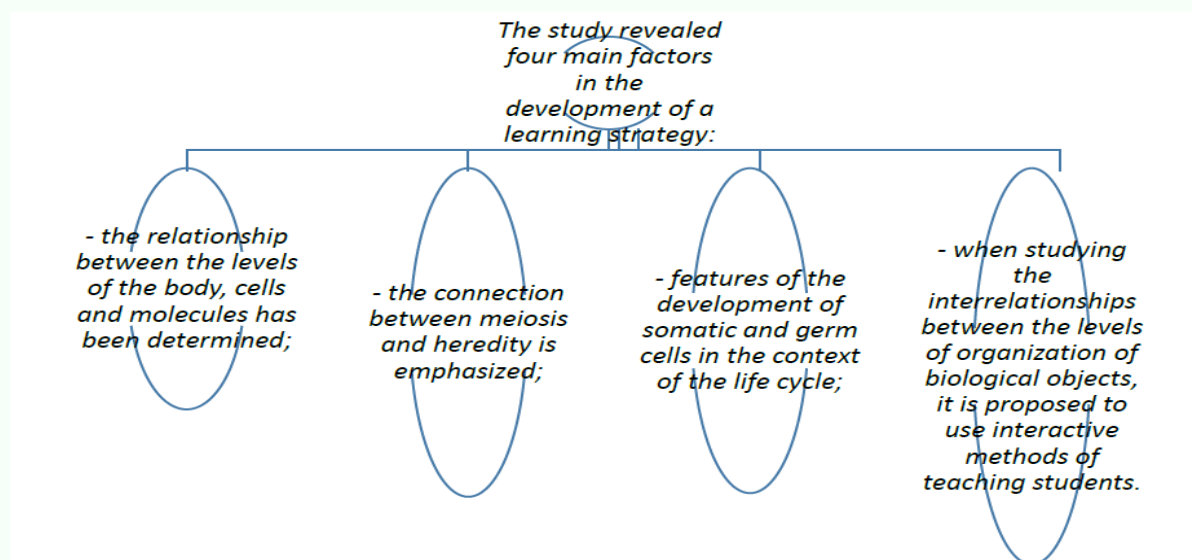 The study revealed
four main factors
in the
development of a
learning strategy:
- the relationship
between the levels
of the body, cells
and molecules has
been determined;
- the connection
between meiosis
and heredity is
emphasized;
- features of the
development of
somatic and germ
cells in the context
of the life cycle;
- when studying
the
interrelationships
between the levels
of organization of
biological objects,
it is proposed to
use interactive
methods of
teaching students.